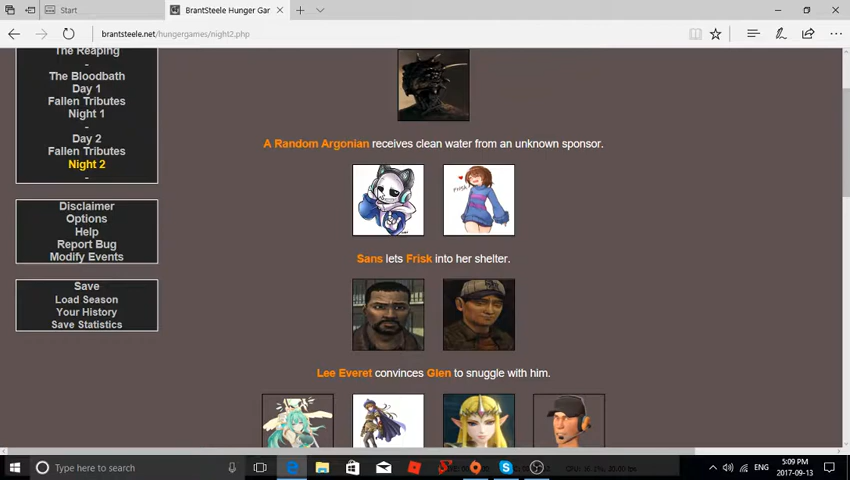 Start
BrantSteele Hunger Gar
brantsteele.net/hungergames/night2.php
The Reaping
-
The Bloodbath
Day 1
Fallen Tributes
Night 1
-
Day 2
Fallen Tributes
Night 2
-
Disclaimer
Options
Help
Report Bug
Modify Events
Save
Load Season
Your History
Save Statistics
A Random Argonian receives clean water from an unknown sponsor.
FRISK
Sans lets Frisk into her shelter.
Lee Everet convinces Glen to snuggle with him.
Type here to search
ENG
5:09 PM
2017-09-13